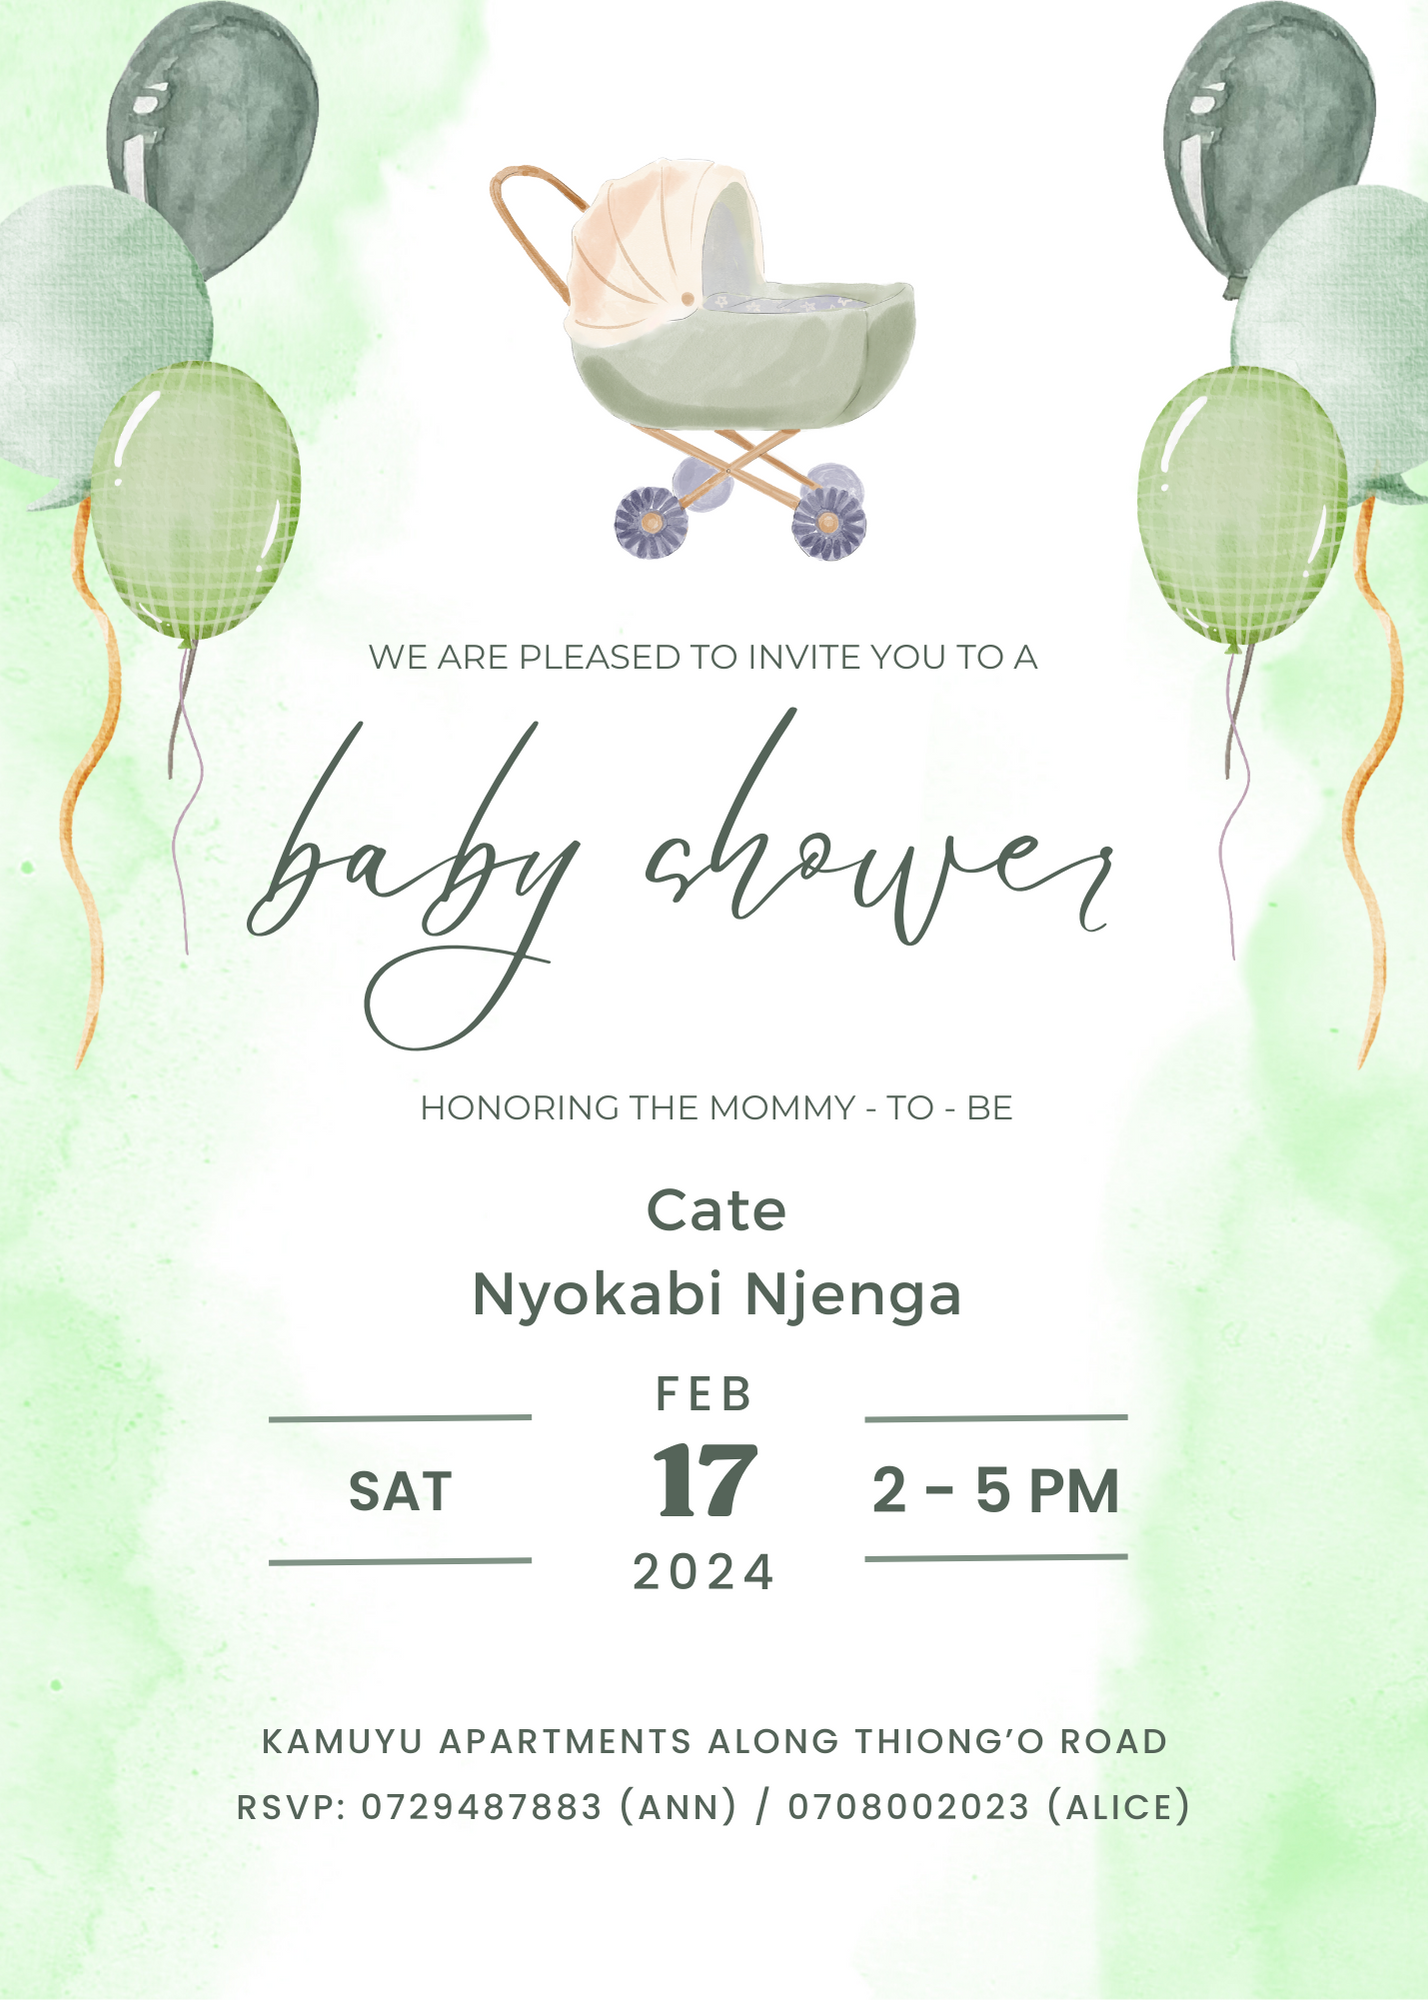 WE ARE PLEASED TO INVITE YOU TO A
baby shower
HONORING THE MOMMY - TO - BE
Cate
Nyokabi Njenga
FEB
SAT
17
2 - 5 PM
2024
KAMUYU APARTMENTS ALONG THIONG’O ROAD
RSVP: 0729487883 (ANN) / 0708002023 (ALICE)